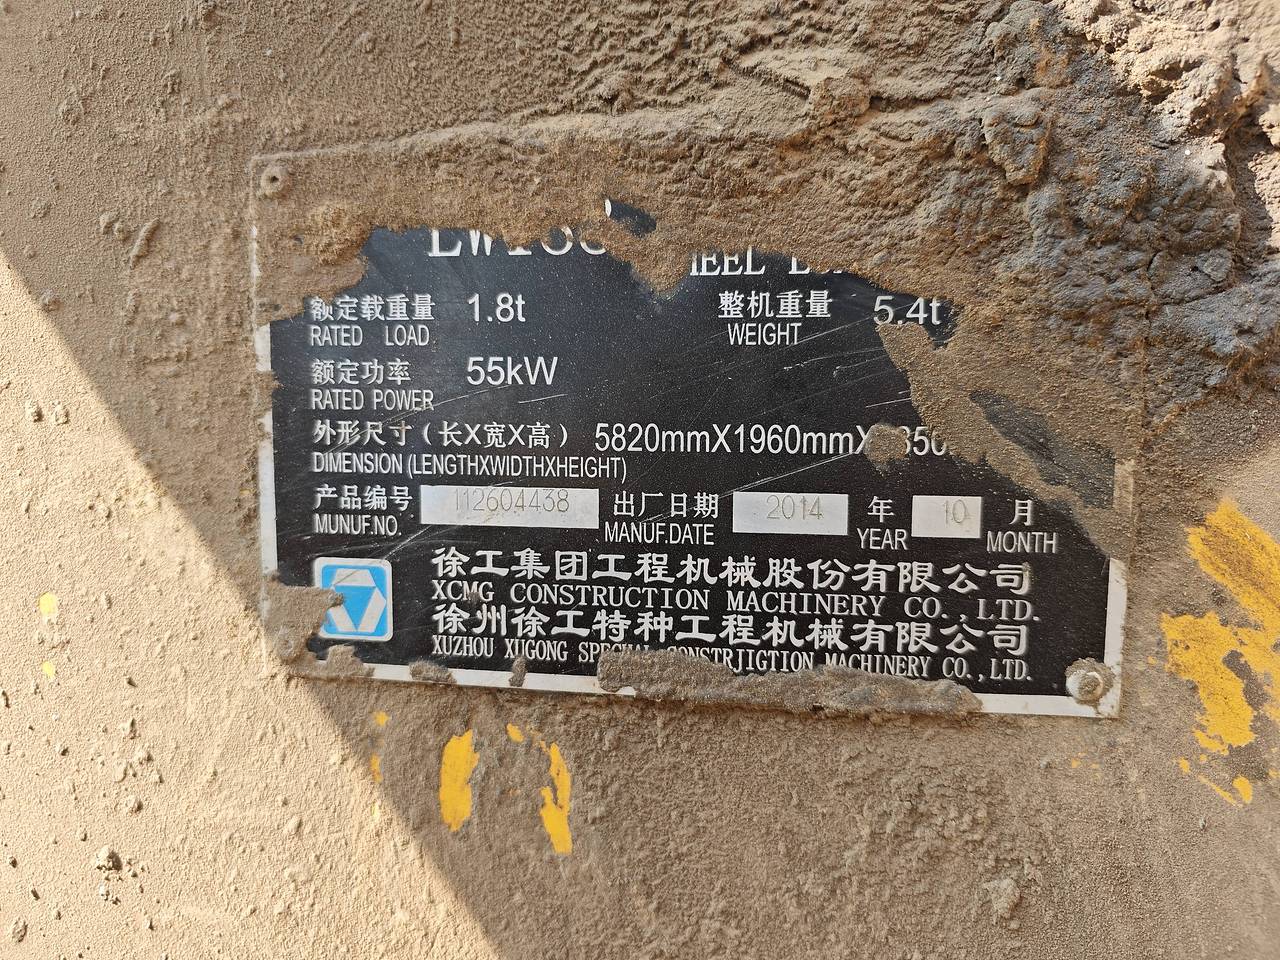 额定载重量 1.8t 整机重量 5.4t
RATED LOAD WEIGHT
额定功率 55kW
RATED POWER
外形尺寸（长X宽X高） 5820mmX1960mmX
DIMENSION (LENGTHXWIDTHXHEIGHT)
产品编号 112604438 出厂日期 2014 年 10 月
MUNUF.NO. MANUF.DATE YEAR MONTH
徐工集团工程机械股份有限公司
XCMG CONSTRUCTION MACHINERY CO.,LTD.
徐州徐工特种工程机械有限公司
XUZHOU XUGONG SPECIAL CONSTRJIGTION MACHINERY CO.,LTD.